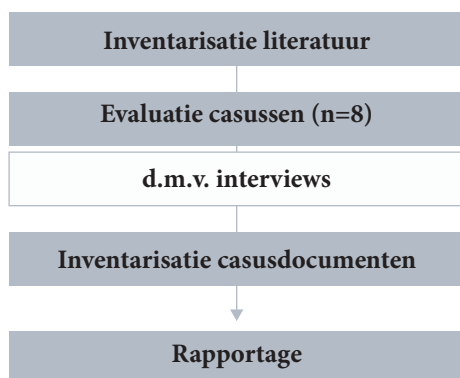 Inventarisatie literatuur
Evaluatie casussen (n=8)
d.m.v. interviews
Inventarisatie casusdocumenten
Rapportage